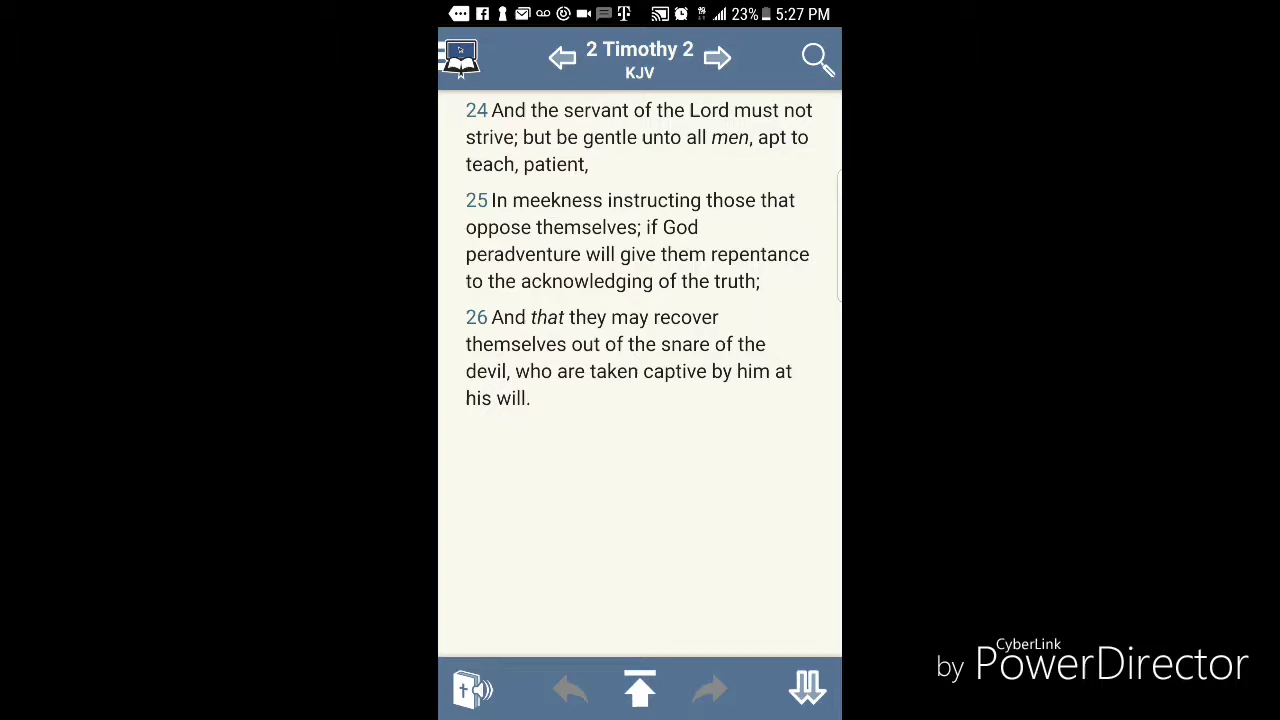 23% 5:27 PM
2 Timothy 2
KJV
24 And the servant of the Lord must not
strive; but be gentle unto all men, apt to
teach, patient,
25 In meekness instructing those that
oppose themselves; if God
peradventure will give them repentance
to the acknowledging of the truth;
26 And that they may recover
themselves out of the snare of the
devil, who are taken captive by him at
his will.
CyberLink
by PowerDirector